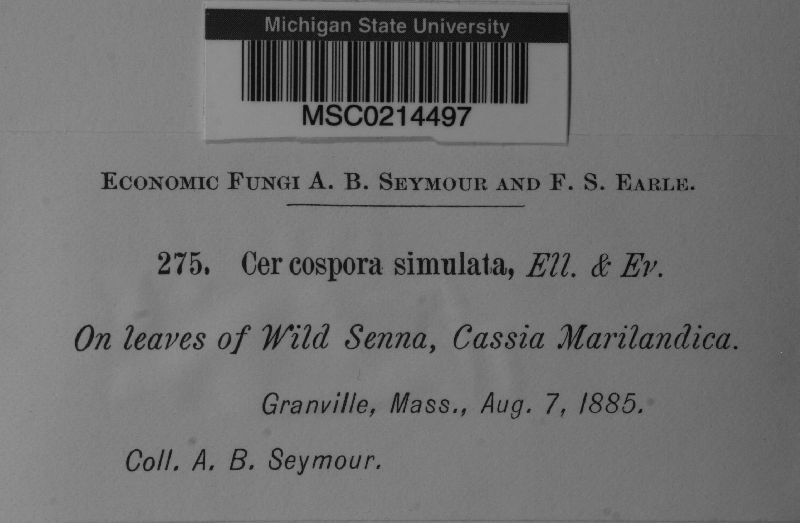 Michigan State University
MSC0214497
Economic Fungi A. B. Seymour and F. S. Earle.
275. Cer cospora simulata, Ell. & Ev.
On leaves of Wild Senna, Cassia Marilandica.
Granville, Mass., Aug. 7, 1885.
Coll. A. B. Seymour.